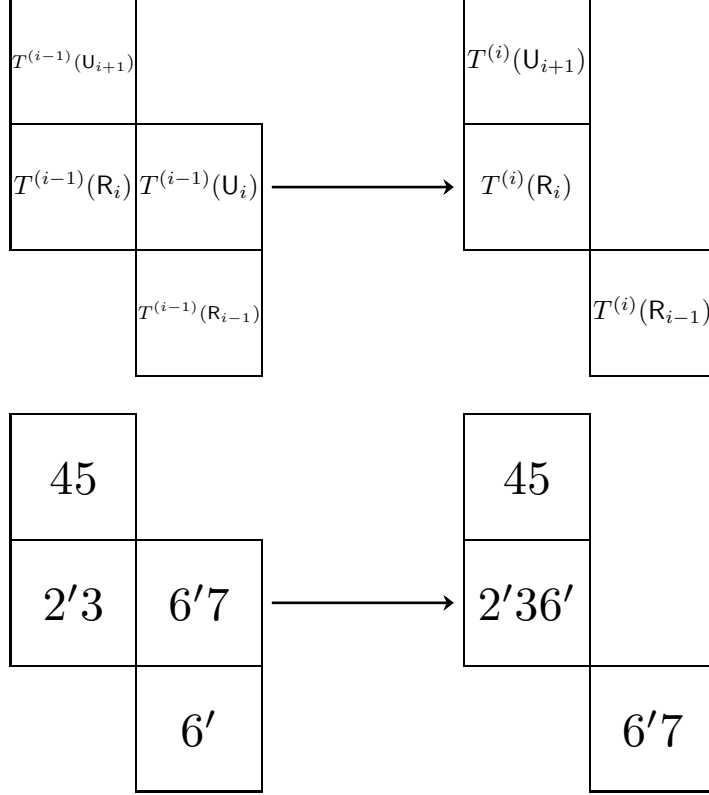 T^{(i−1)}(U_{i+1}) T^{(i)}(U_{i+1})
T^{(i−1)}(R_i) T^{(i−1)}(U_i) T^{(i)}(R_i)
T^{(i−1)}(R_{i−1}) T^{(i)}(R_{i−1})
45 45
2′3 6′7 2′36′
6′ 6′7